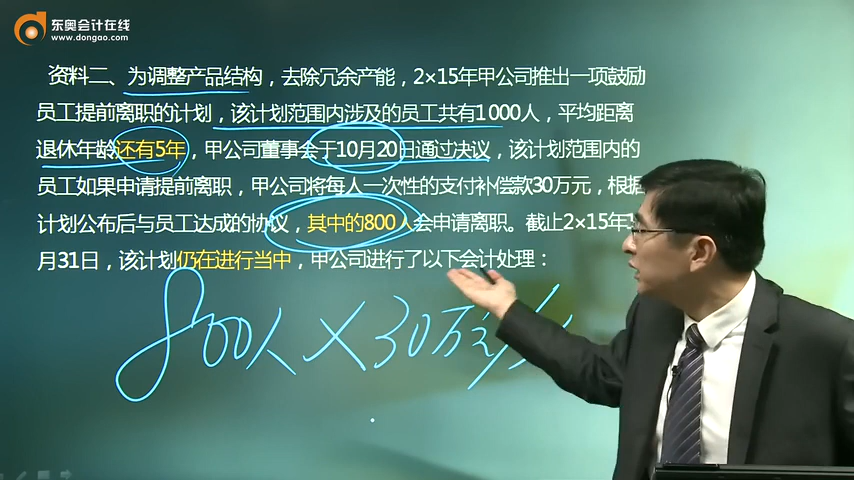 东奥会计在线
www.dongao.com
资料二、为调整产品结构，去除冗余产能，2×15年甲公司推出一项鼓励
员工提前离职的计划，该计划范围内涉及的员工共有1000人，平均距离
退休年龄还有5年，甲公司董事会于10月20日通过决议，该计划范围内的
员工如果申请提前离职，甲公司将每人一次性的支付补偿款30万元，根据
计划公布后与员工达成的协议，其中的800人会申请离职。截止2×15年
月31日，该计划仍在进行当中，甲公司进行了以下会计处理：
800人×30万元/人